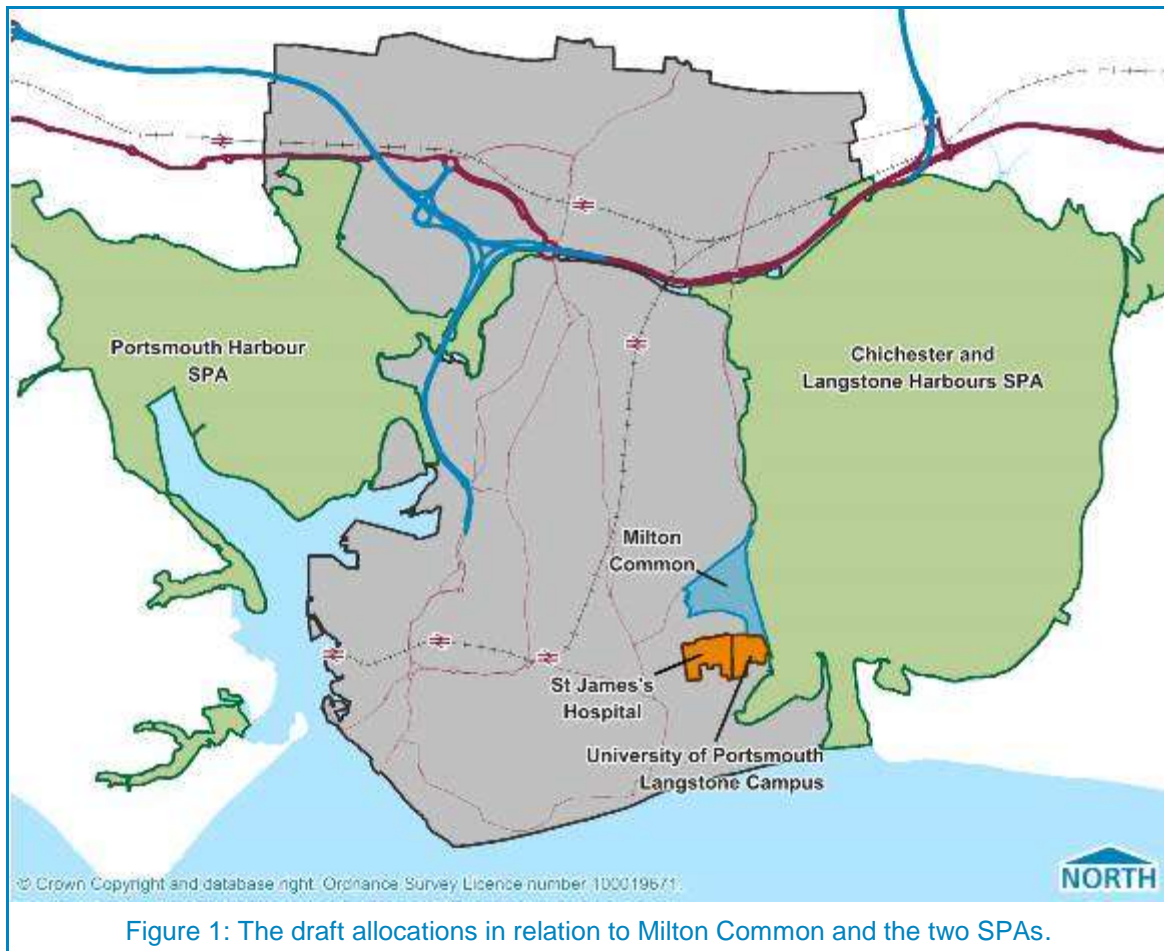 Portsmouth Harbour
SPA
Chichester and
Langstone Harbours SPA
Milton
Common
St James's
Hospital
University of Portsmouth
Langstone Campus
© Crown Copyright and database right. Ordnance Survey Licence number 100019671.
NORTH
Figure 1: The draft allocations in relation to Milton Common and the two SPAs.